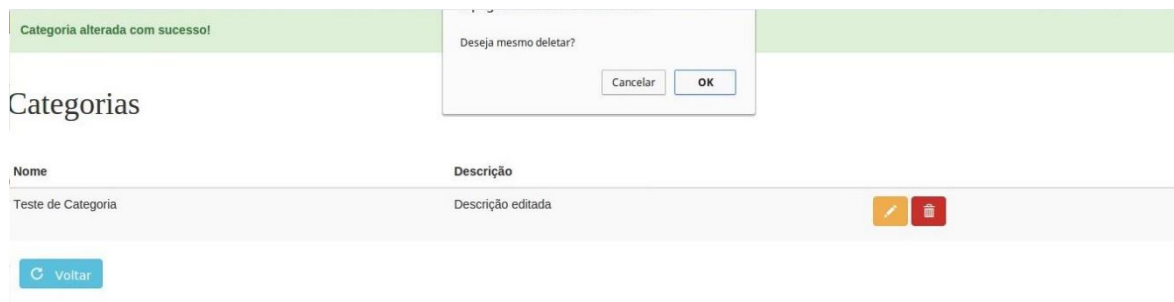 Categoria alterada com sucesso!
Deseja mesmo deletar?
Cancelar OK
Categorias
Nome Descrição
Teste de Categoria Descrição editada
Voltar